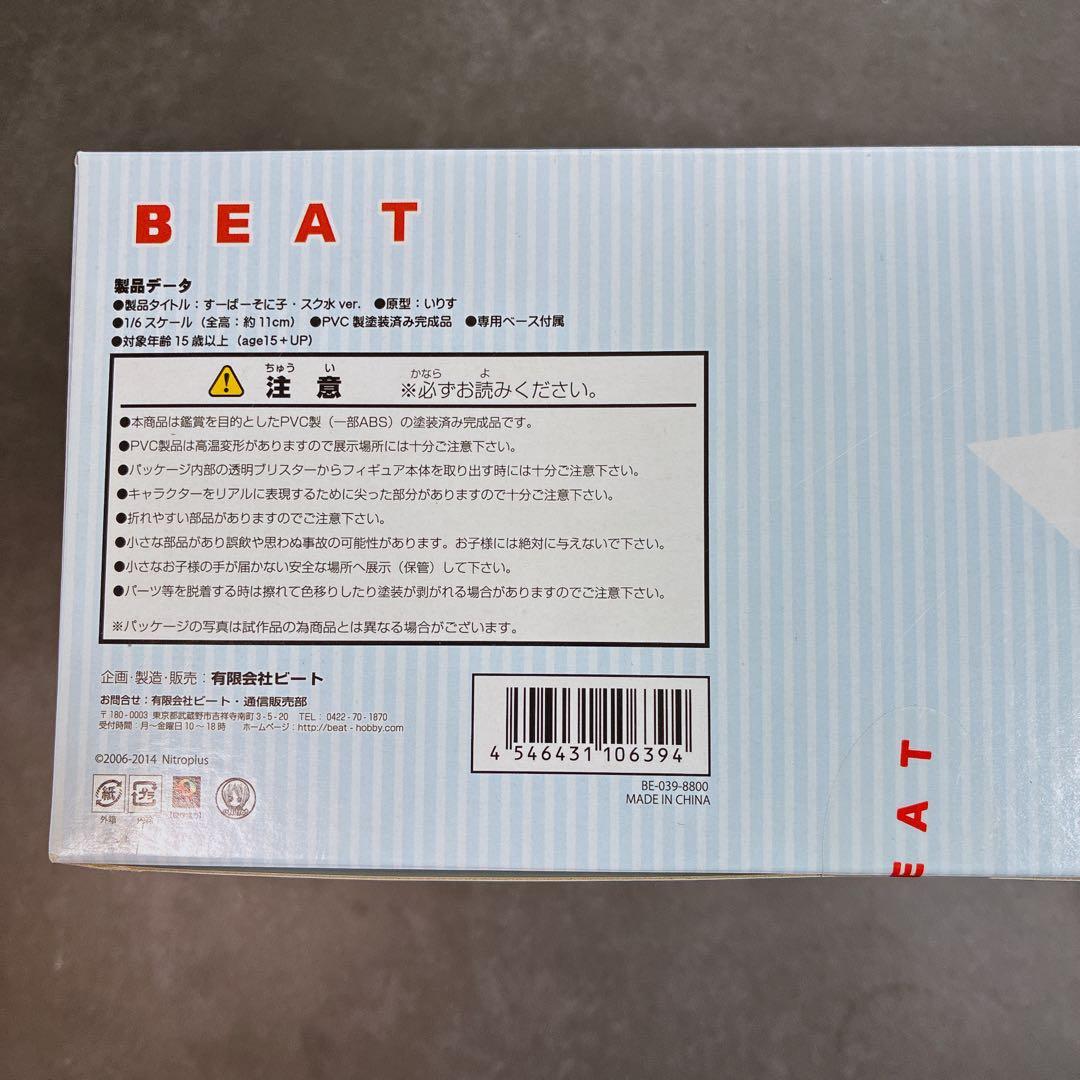 BEAT
製品データ
●製品タイトル：すーぱーそに子・スク水 ver. ●原型：いりす
●1/6 スケール（全高：約11cm） ●PVC 製塗装済み完成品 ●専用ベース付属
●対象年齢 15 歳以上（age15＋UP）
ちゅう い かなら よ
注 意 ※必ずお読みください。
●本商品は鑑賞を目的としたPVC製（一部ABS）の塗装済み完成品です。
●PVC製品は高温変形がありますので展示場所には十分ご注意下さい。
●パッケージ内部の透明ブリスターからフィギュア本体を取り出す時には十分ご注意下さい。
●キャラクターをリアルに表現するために尖った部分がありますので十分ご注意下さい。
●折れやすい部品がありますのでご注意下さい。
●小さな部品があり誤飲や思わぬ事故の可能性があります。お子様には絶対に与えないで下さい。
●小さなお子様の手が届かない安全な場所へ展示（保管）して下さい。
●パーツ等を脱着する時は擦れて色移りしたり塗装が剥がれる場合がありますのでご注意下さい。
※パッケージの写真は試作品の為商品とは異なる場合がございます。
企画・製造・販売：有限会社ビート
お問合せ：有限会社ビート・通信販売部
〒180-0003 東京都武蔵野市吉祥寺南町3-5-20 TEL：0422-70-1870
受付時間：月～金曜日10～18時 ホームページ：http://beat-hobby.com
©2006-2014 Nitroplus
紙 プラ
外箱
4 546431 106394
BE-039-8800
MADE IN CHINA
EAT